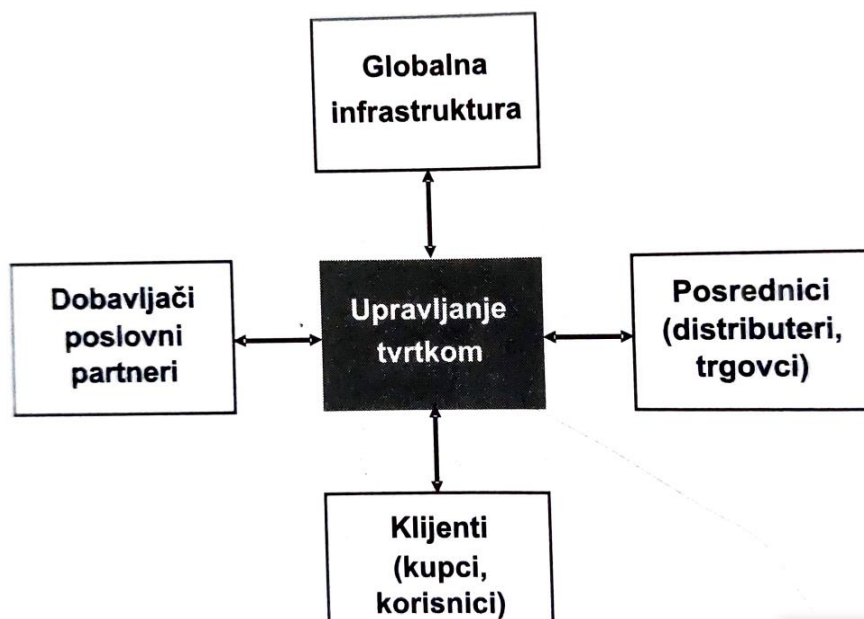 Globalna
infrastruktura
Dobavljači
poslovni
partneri
Upravljanje
tvrtkom
Posrednici
(distributeri,
trgovci)
Klijenti
(kupci,
korisnici)